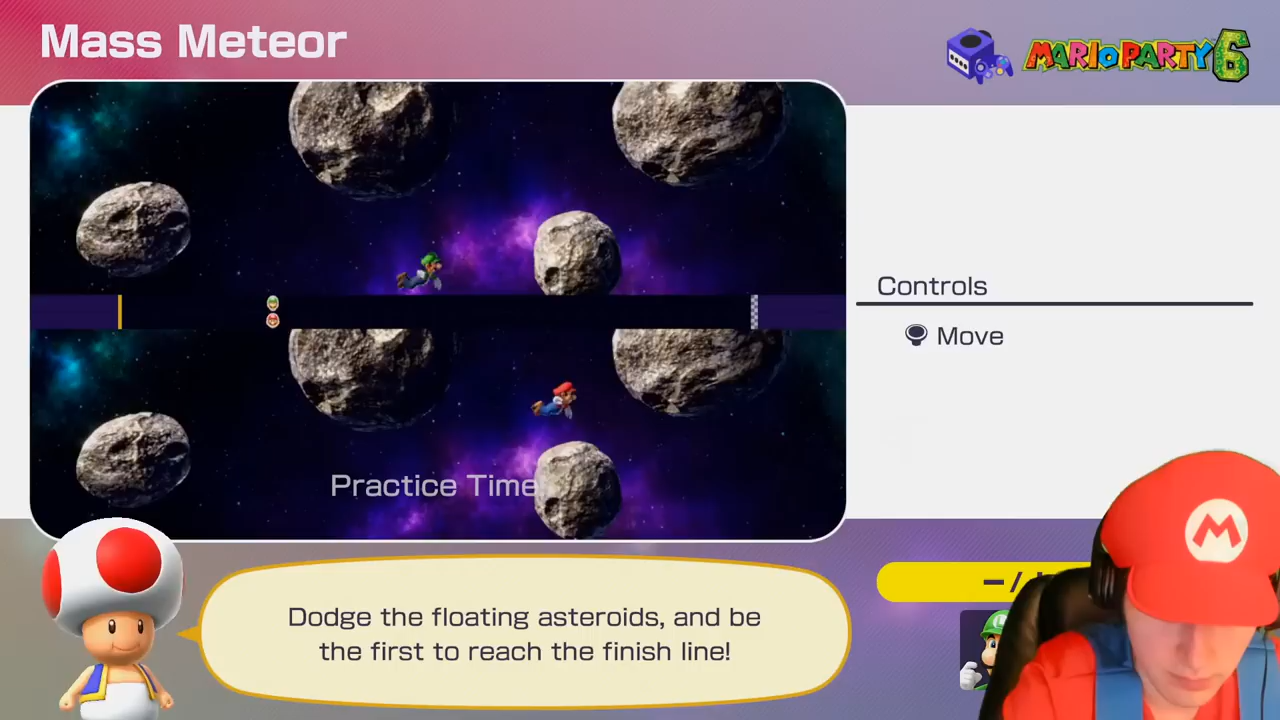 Mass Meteor
MARIO PARTY 6
Controls
Move
Practice Time
Dodge the floating asteroids, and be
the first to reach the finish line!
M